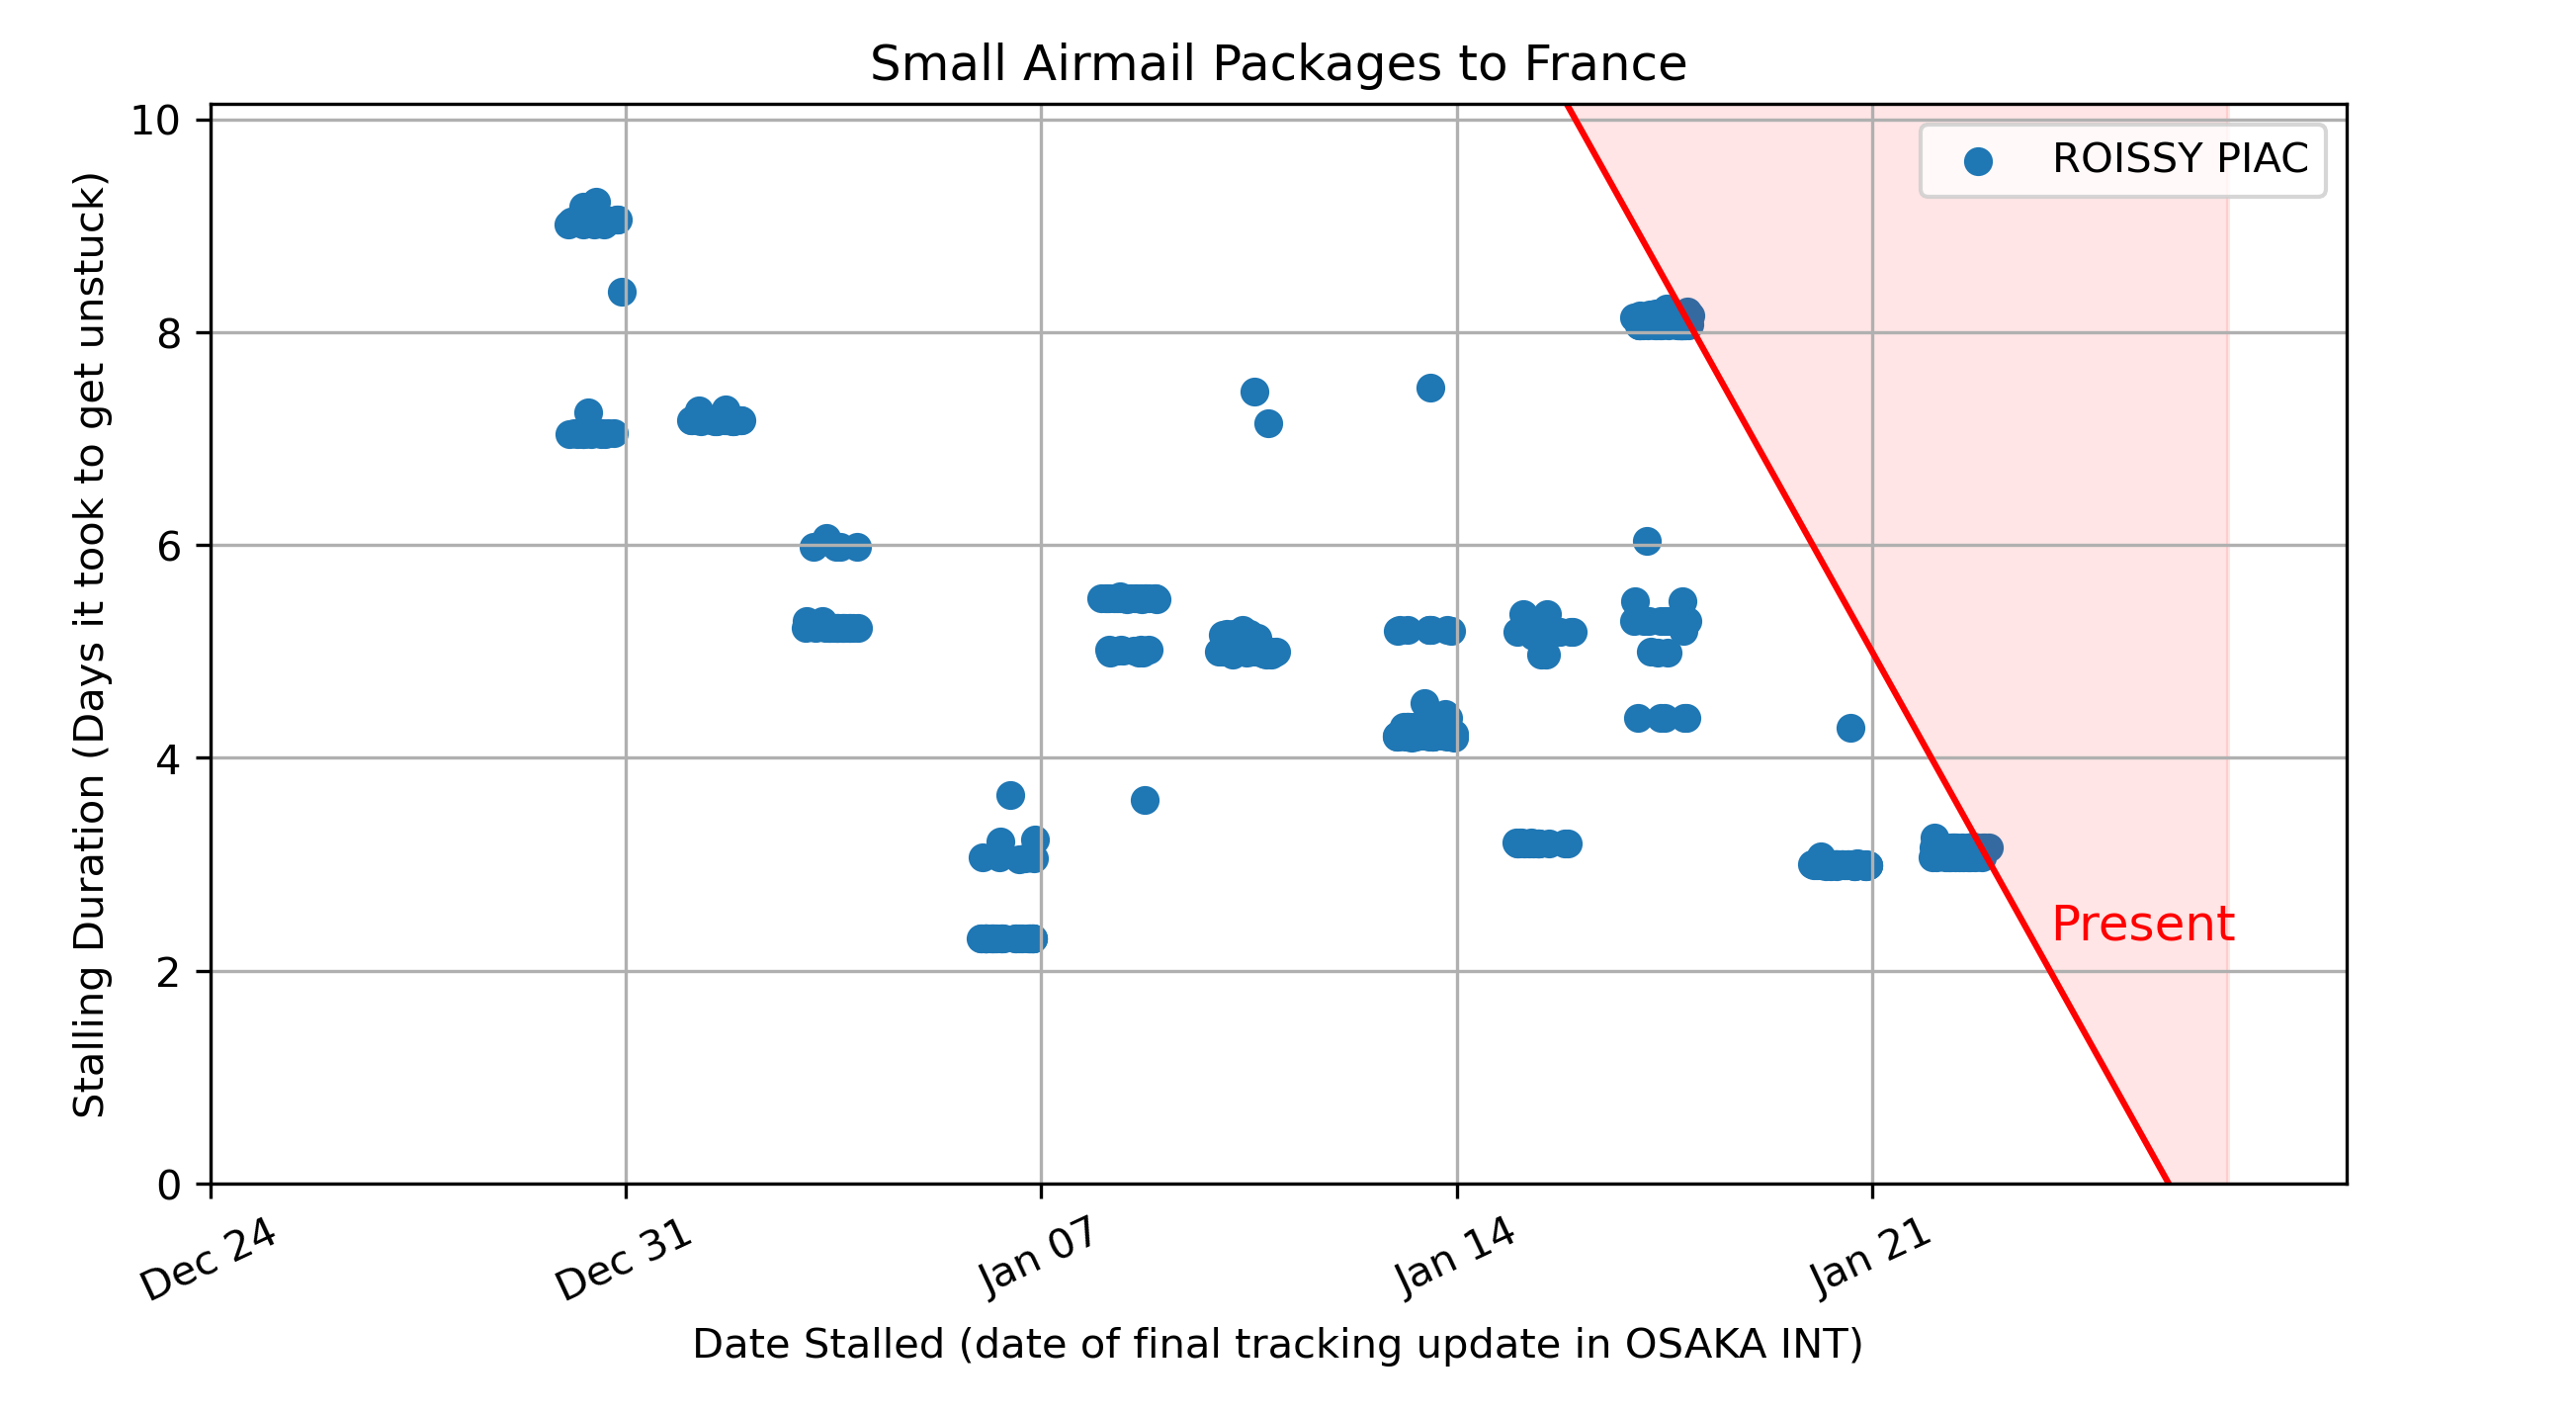 Small Airmail Packages to France
Stalling Duration (Days it took to get unstuck)
10
8
6
4
2
0
ROISSY PIAC
Present
Dec 24
Dec 31
Jan 07
Jan 14
Jan 21
Date Stalled (date of final tracking update in OSAKA INT)